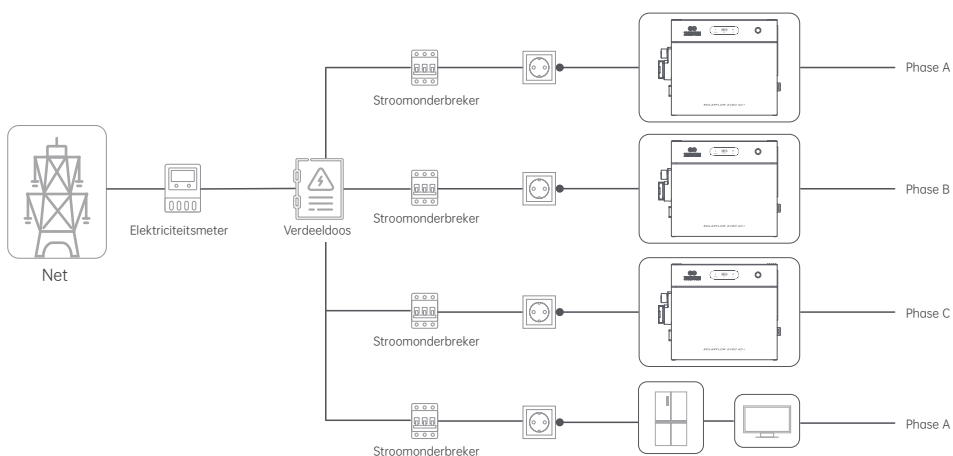 Stroomonderbreker
Phase A
Stroomonderbreker
Phase B
Net
Elektriciteitsmeter
Verdeeldoos
Stroomonderbreker
Phase C
Stroomonderbreker
Phase A